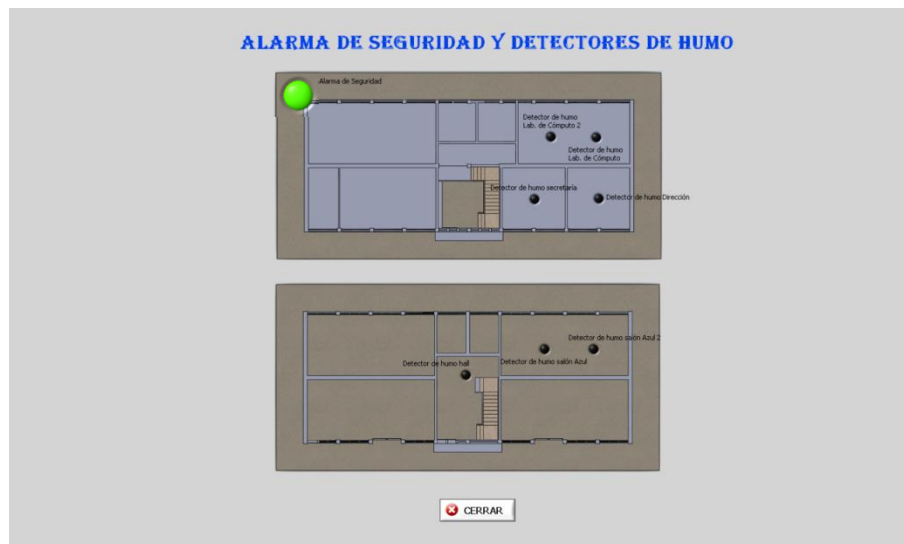 ALARMA DE SEGURIDAD Y DETECTORES DE HUMO
Alarma de Seguridad
Detector de humo
Lab. de Cómputo 2
Detector de humo
Lab. de Cómputo
Detector de humo secretaría
Detector de humo Dirección
Detector de humo salón Azul 2
Detector de humo hall
Detector de humo salón Azul
CERRAR